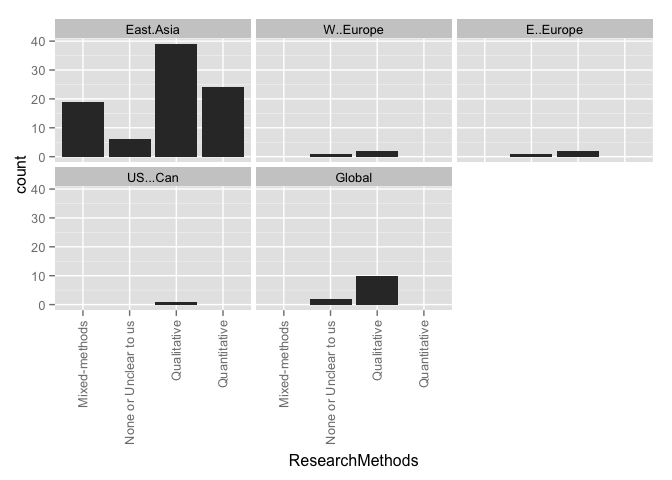 East.Asia
W..Europe
E..Europe
40
30
20
10
0
count
US...Can
Global
40
30
20
10
0
Mixed-methods
None or Unclear to us
Qualitative
Quantitative
Mixed-methods
None or Unclear to us
Qualitative
Quantitative
ResearchMethods